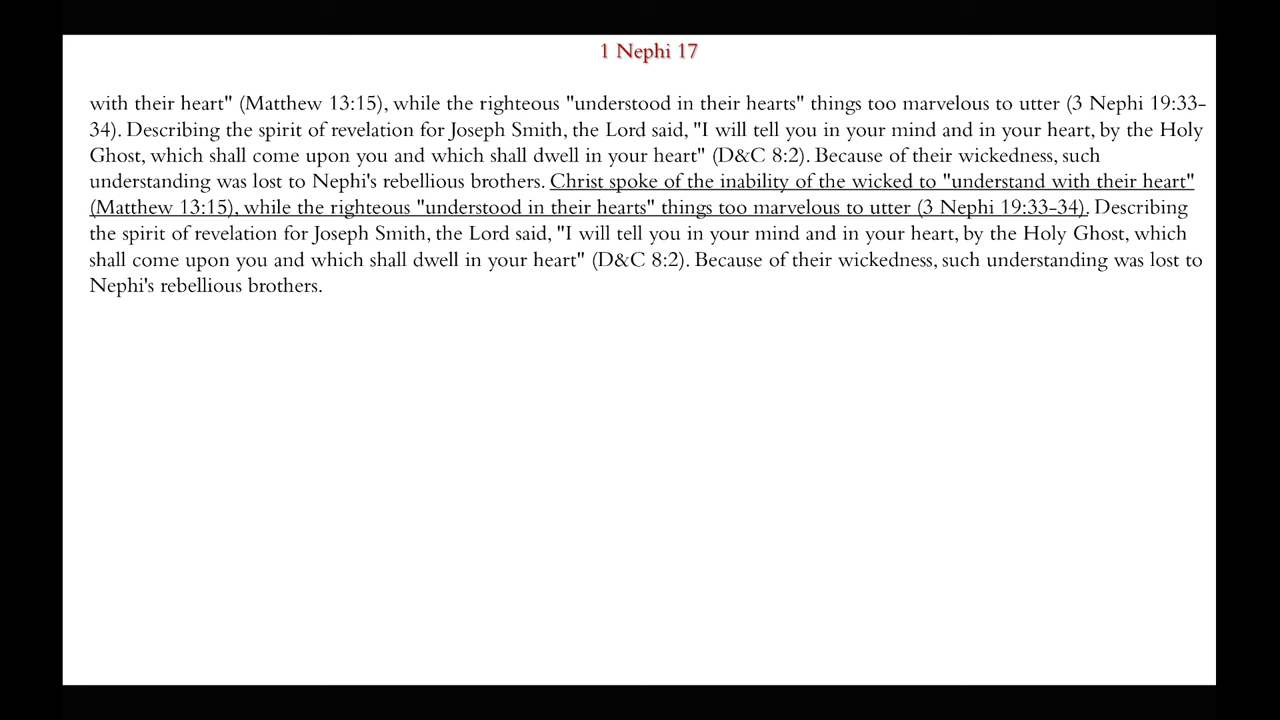 1 Nephi 17
with their heart" (Matthew 13:15), while the righteous "understood in their hearts" things too marvelous to utter (3 Nephi 19:33-
34). Describing the spirit of revelation for Joseph Smith, the Lord said, "I will tell you in your mind and in your heart, by the Holy
Ghost, which shall come upon you and which shall dwell in your heart" (D&C 8:2). Because of their wickedness, such
understanding was lost to Nephi's rebellious brothers. Christ spoke of the inability of the wicked to "understand with their heart"
(Matthew 13:15), while the righteous "understood in their hearts" things too marvelous to utter (3 Nephi 19:33-34). Describing
the spirit of revelation for Joseph Smith, the Lord said, "I will tell you in your mind and in your heart, by the Holy Ghost, which
shall come upon you and which shall dwell in your heart" (D&C 8:2). Because of their wickedness, such understanding was lost to
Nephi's rebellious brothers.